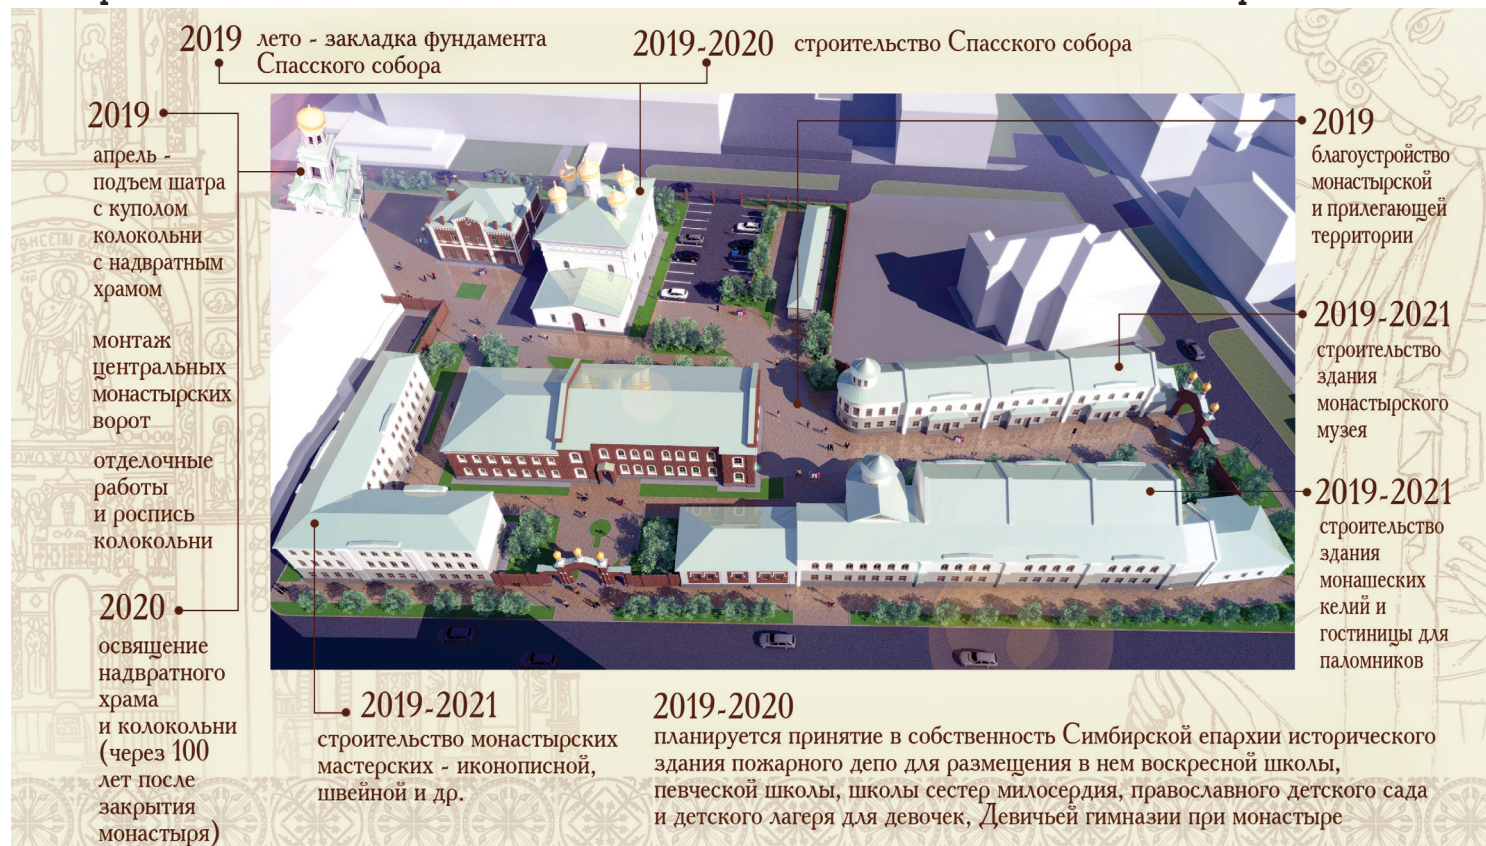 2019 лето - закладка фундамента
Спасского собора
2019-2020 строительство Спасского собора
2019
апрель -
подъем шатра
с куполом
колокольни
с надвратным
храмом
монтаж
центральных
монастырских
ворот
отделочные
работы
и роспись
колокольни
2020
освящение
надвратного
храма
и колокольни
(через 100
лет после
закрытия
монастыря)
2019
благоустройство
монастырской
и прилегающей
территории
2019-2021
строительство
здания
монастырского
музея
2019-2021
строительство
здания
монашеских
келий и
гостиницы для
паломников
2019-2021
строительство монастырских
мастерских - иконописной,
швейной и др.
2019-2020
планируется принятие в собственность Симбирской епархии исторического
здания пожарного депо для размещения в нем воскресной школы,
певческой школы, школы сестер милосердия, православного детского сада
и детского лагеря для девочек, Девичьей гимназии при монастыре